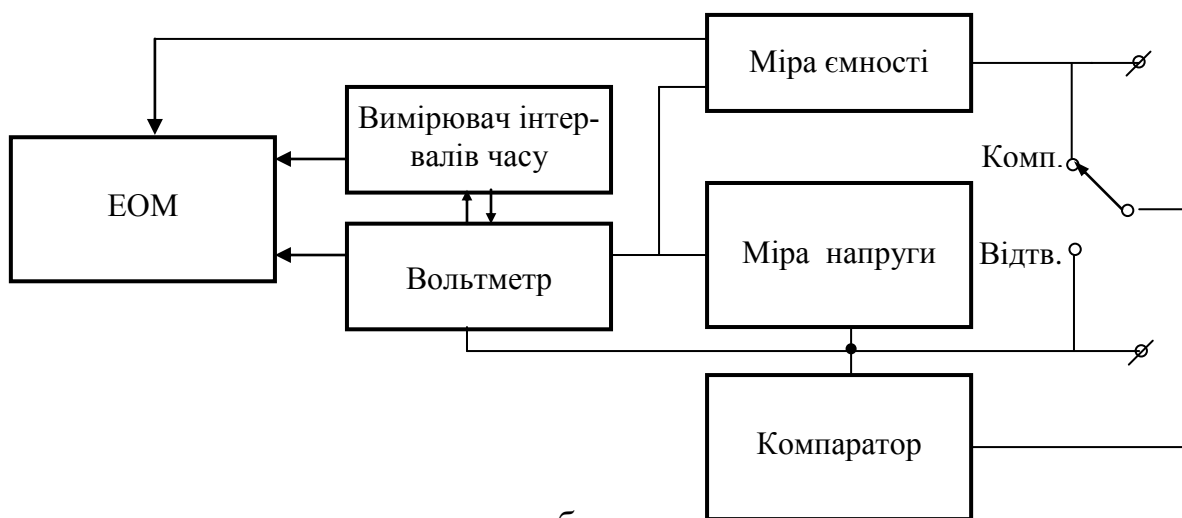 Міра ємності
Вимірювач інтер-
валів часу
Комп.
ЕОМ
Міра напруги
Відтв.
Вольтметр
Компаратор
б